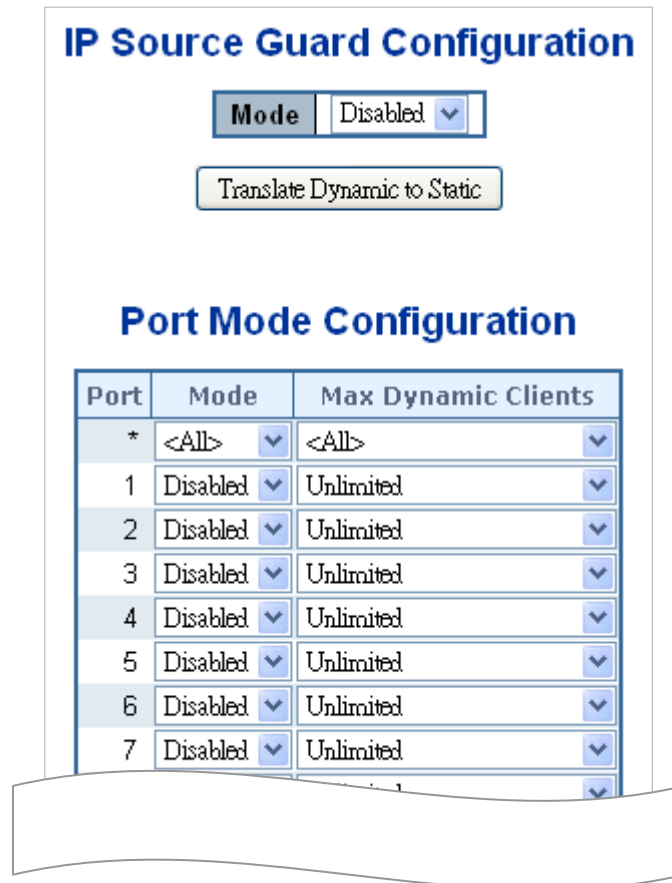 IP Source Guard Configuration
Mode Disabled
Translate Dynamic to Static
Port Mode Configuration
Port Mode Max Dynamic Clients
* <All> <All>
1 Disabled Unlimited
2 Disabled Unlimited
3 Disabled Unlimited
4 Disabled Unlimited
5 Disabled Unlimited
6 Disabled Unlimited
7 Disabled Unlimited